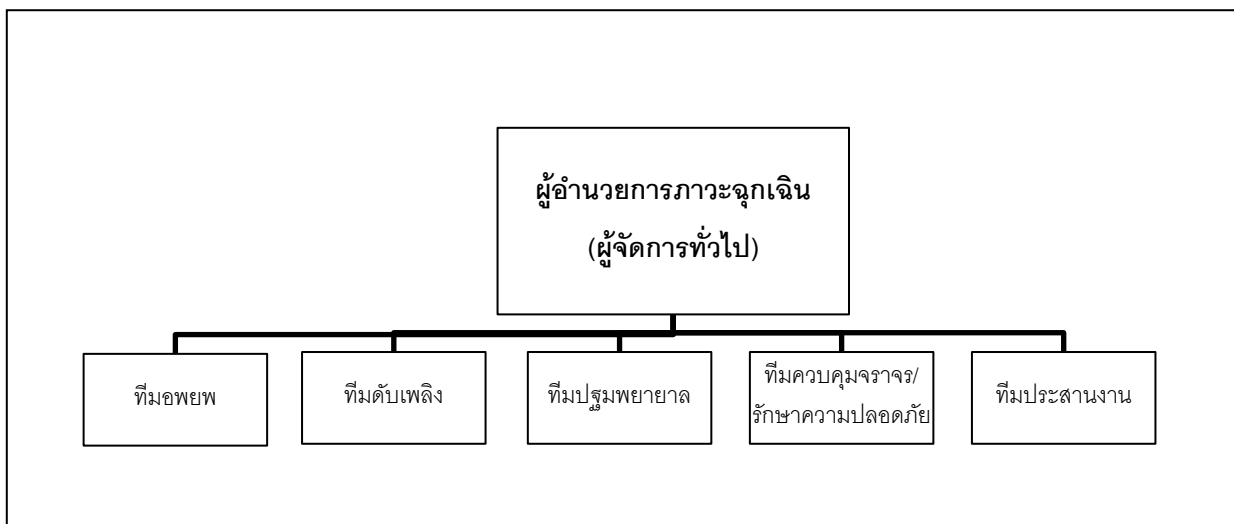 ผู้อำนวยการภาวะฉุกเฉิน
(ผู้จัดการทั่วไป)
ทีมอพยพ
ทีมดับเพลิง
ทีมปฐมพยายาล
ทีมควบคุมจราจร/
รักษาความปลอดภัย
ทีมประสานงาน